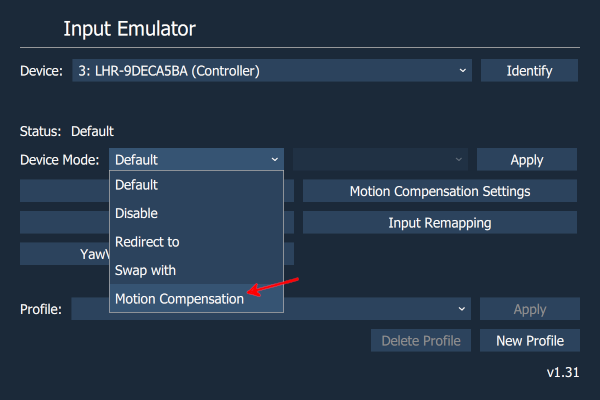 Input Emulator
Device: 3: LHR-9DECA5BA (Controller) Identify
Status: Default
Device Mode: Default Apply
Default
Motion Compensation Settings
Disable
Input Remapping
Redirect to
Swap with
Motion Compensation
Profile: Apply
Delete Profile New Profile
v1.31